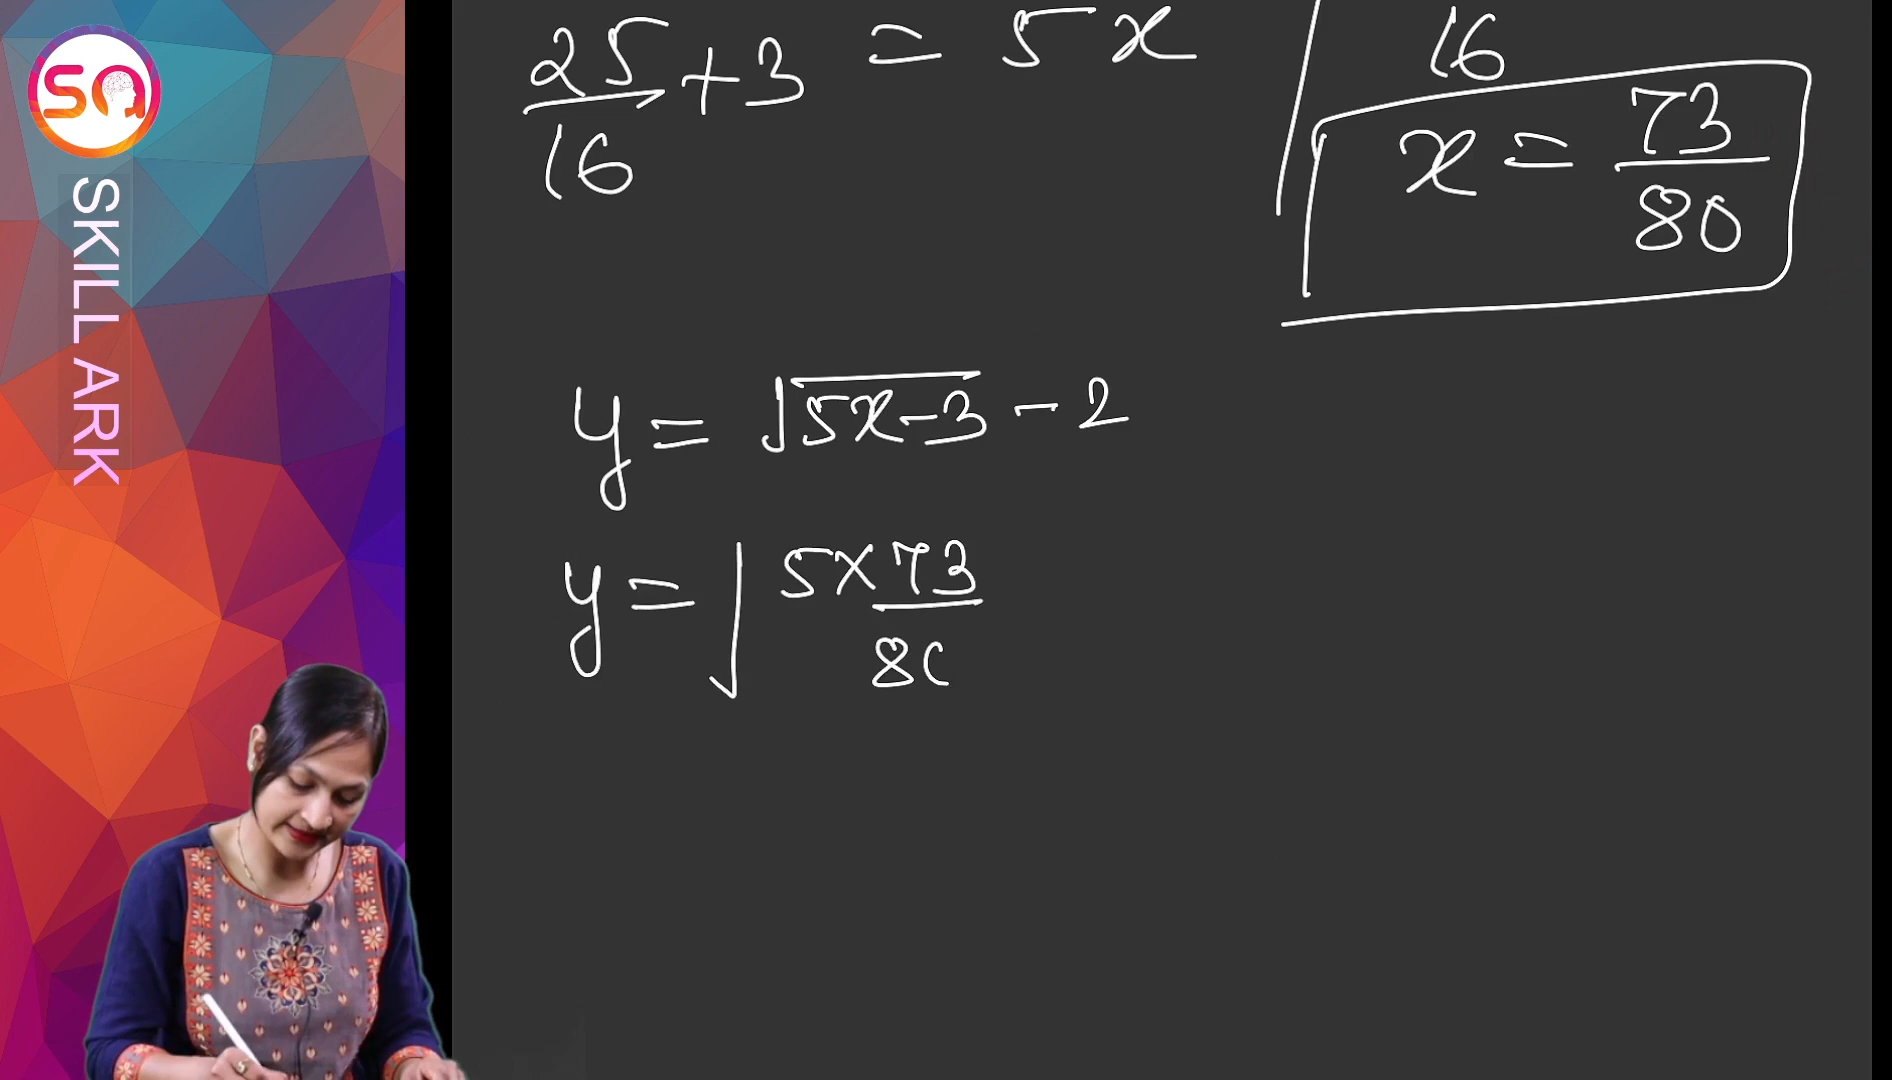 SA
SKILL ARK
25/16 + 3 = 5x
16
x = 73/80
y = √5x-3 - 2
y = √5×73/80